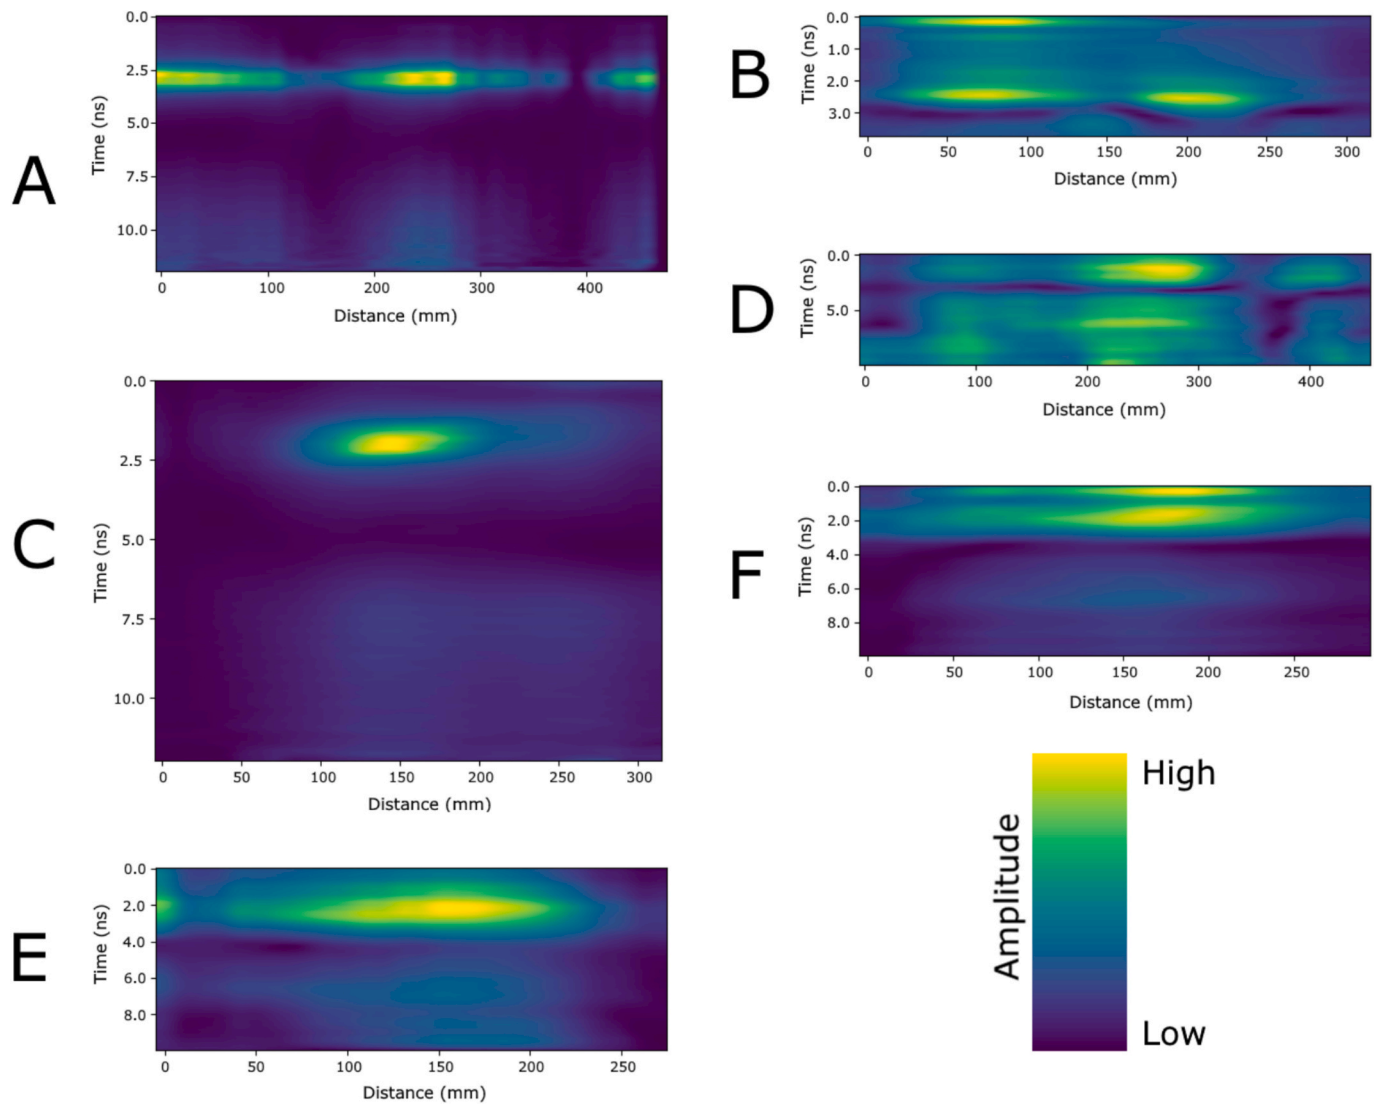 A
Time (ns)
0.0
2.5
5.0
7.5
10.0
0 100 200 300 400
Distance (mm)
B
Time (ns)
0.0
1.0
2.0
3.0
0 50 100 150 200 250 300
Distance (mm)
D
Time (ns)
0.0
5.0
0 100 200 300 400
Distance (mm)
C
Time (ns)
0.0
2.5
5.0
7.5
10.0
0 50 100 150 200 250 300
Distance (mm)
F
Time (ns)
0.0
2.0
4.0
6.0
8.0
0 50 100 150 200 250
Distance (mm)
E
Time (ns)
0.0
2.0
4.0
6.0
8.0
0 50 100 150 200 250
Distance (mm)
Amplitude
High
Low